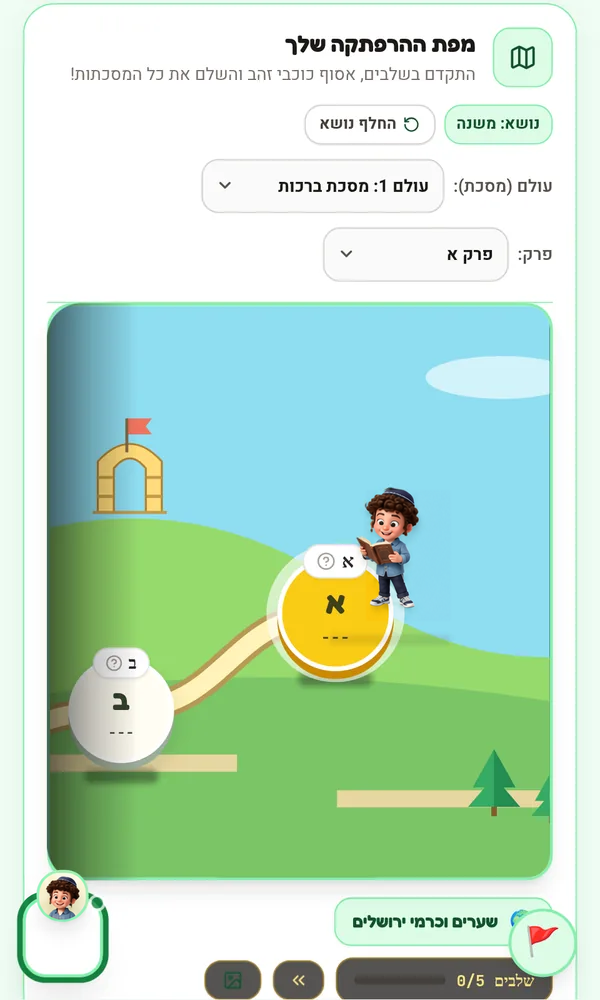 מפת ההרפתקה שלך
התקדם בשלבים, אסוף כוכבי זהב והשלם את כל המסכתות!
נושא: משנה
החלף נושא
עולם (מסכת):
עולם 1: מסכת ברכות
פרק:
פרק א
א
א
---
ב
ב
---
שערים וכרמי ירושלים
שלבים 0/5